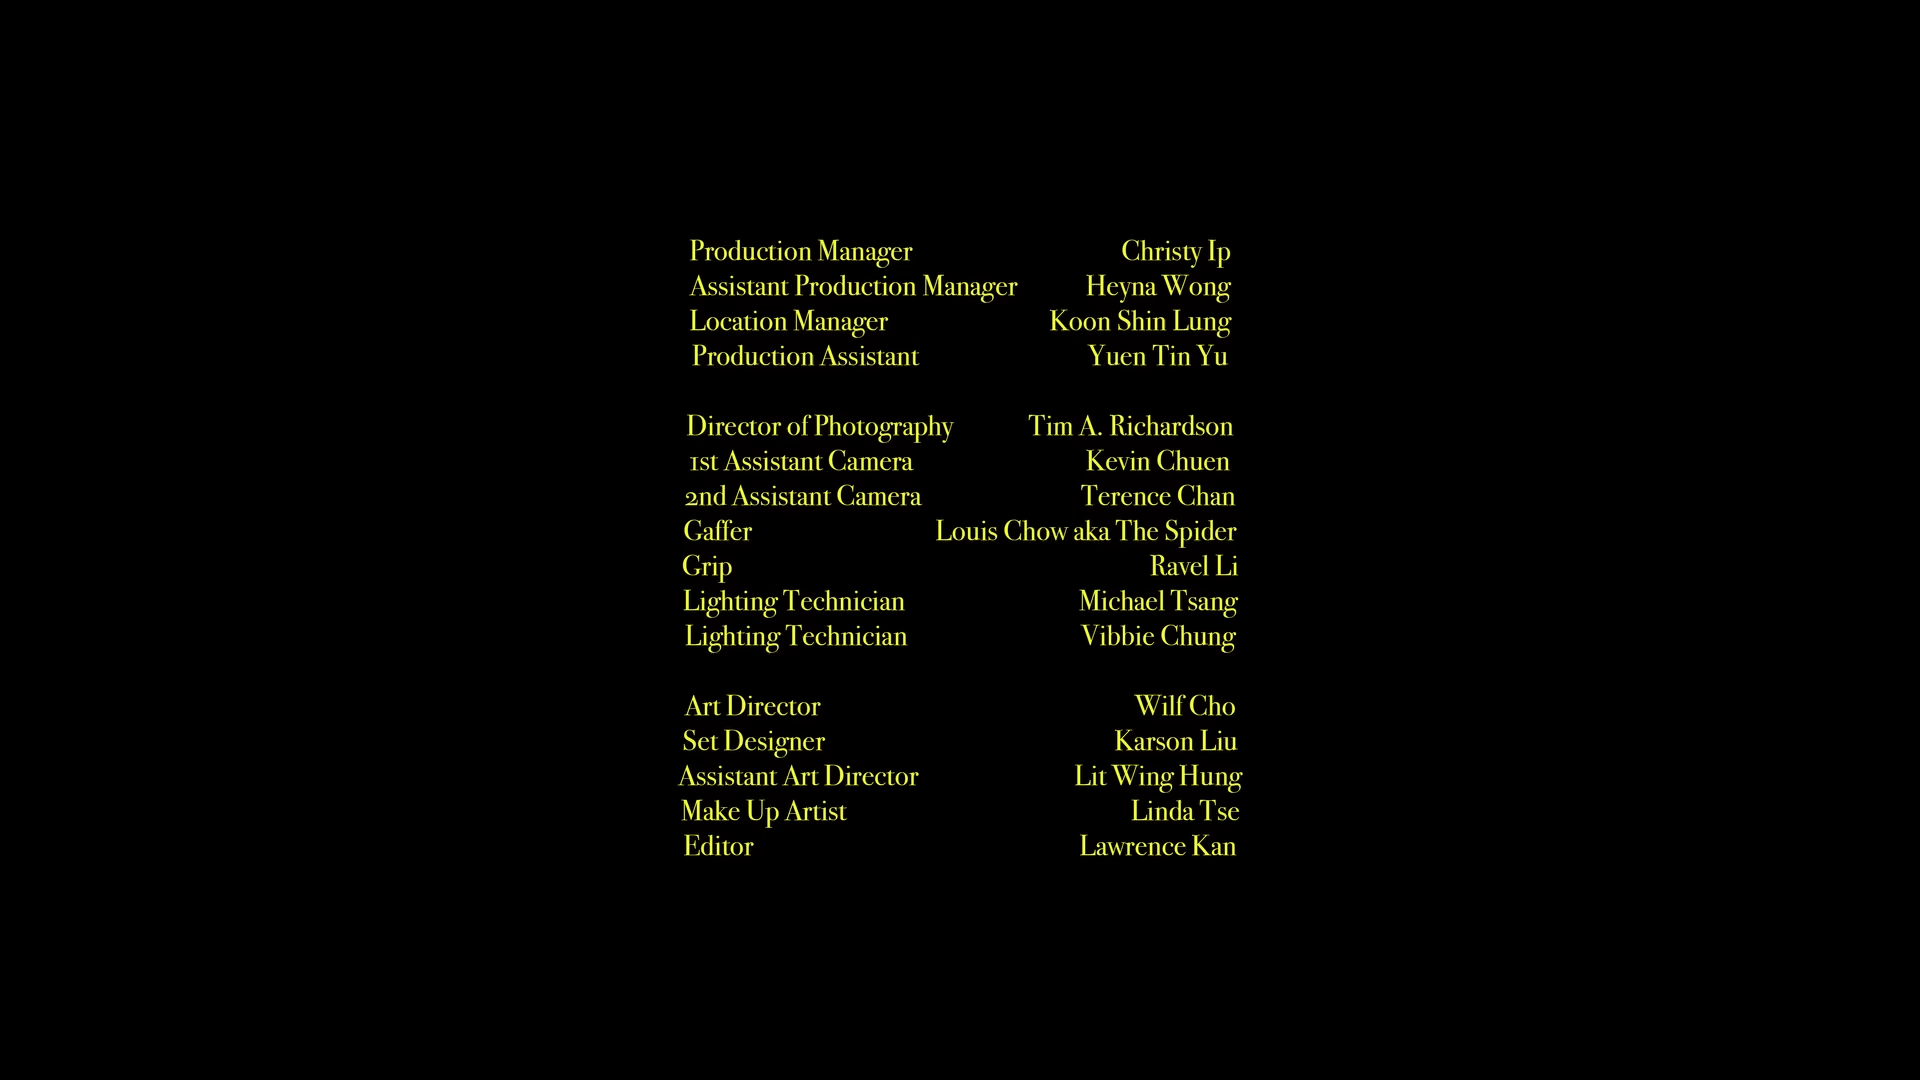 Production Manager Christy Ip
Assistant Production Manager Heyna Wong
Location Manager Koon Shin Lung
Production Assistant Yuen Tin Yu
Director of Photography Tim A. Richardson
1st Assistant Camera Kevin Chuen
2nd Assistant Camera Terence Chan
Gaffer Louis Chow aka The Spider
Grip Ravel Li
Lighting Technician Michael Tsang
Lighting Technician Vibbie Chung
Art Director Wilf Cho
Set Designer Karson Liu
Assistant Art Director Lit Wing Hung
Make Up Artist Linda Tse
Editor Lawrence Kan